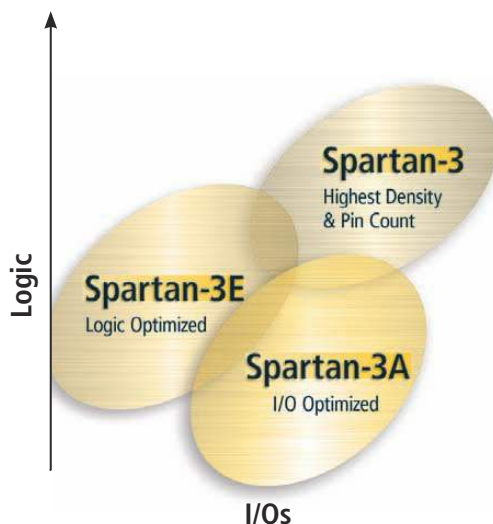 Logic
Spartan-3
Highest Density
& Pin Count
Spartan-3E
Logic Optimized
Spartan-3A
I/O Optimized
I/Os